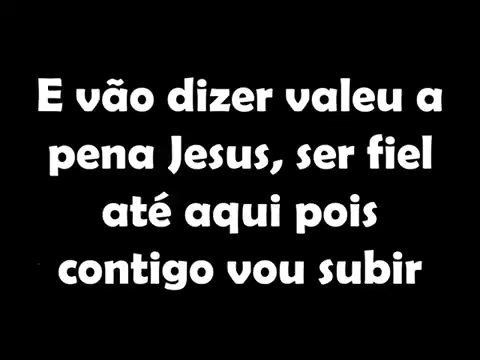 E vão dizer valeu a
pena Jesus, ser fiel
até aqui pois
contigo vou subir